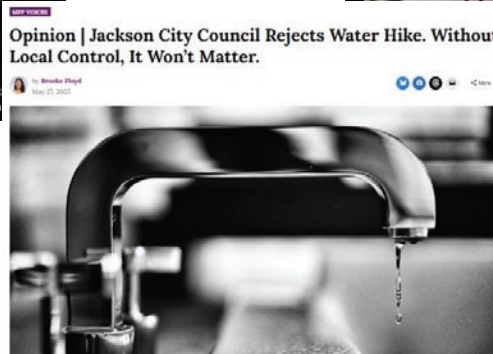 MFP VOICES
Opinion | Jackson City Council Rejects Water Hike. Withou
Local Control, It Won't Matter.
by Brooke Floyd
May 27, 2025
More